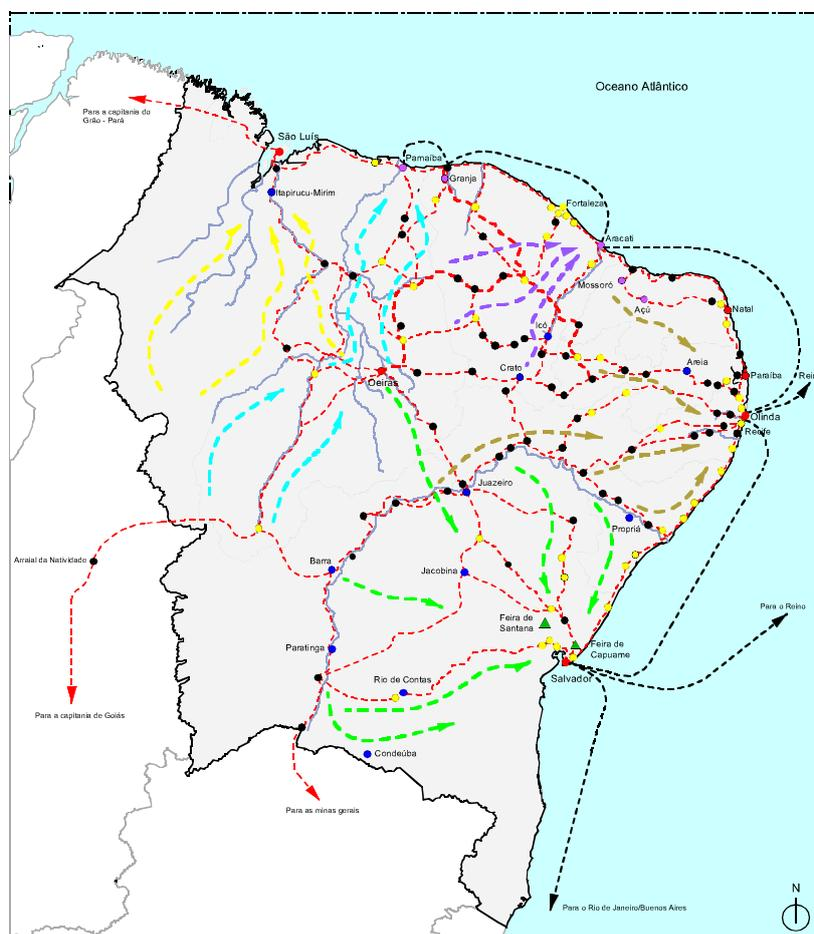 Oceano Atlântico
Para a capitania do
Grão - Pará
São Luís
Parnaíba
Granja
Itapirucu-Mirim
Fortaleza
Aracati
Mossoró
Açú
Natal
Icó
Crato
Areia
Paraíba
Oeiras
Rei
Olinda
Recife
Juazeiro
Propriá
Arraial da Natividade
Barra
Jacobina
Feira de
Santana
Para o Reino
Feira de
Capuame
Paratinga
Salvador
Rio de Contas
Para a capitania de Goiás
Condeúba
Para as minas gerais
N
Para o Rio de Janeiro/Buenos Aires